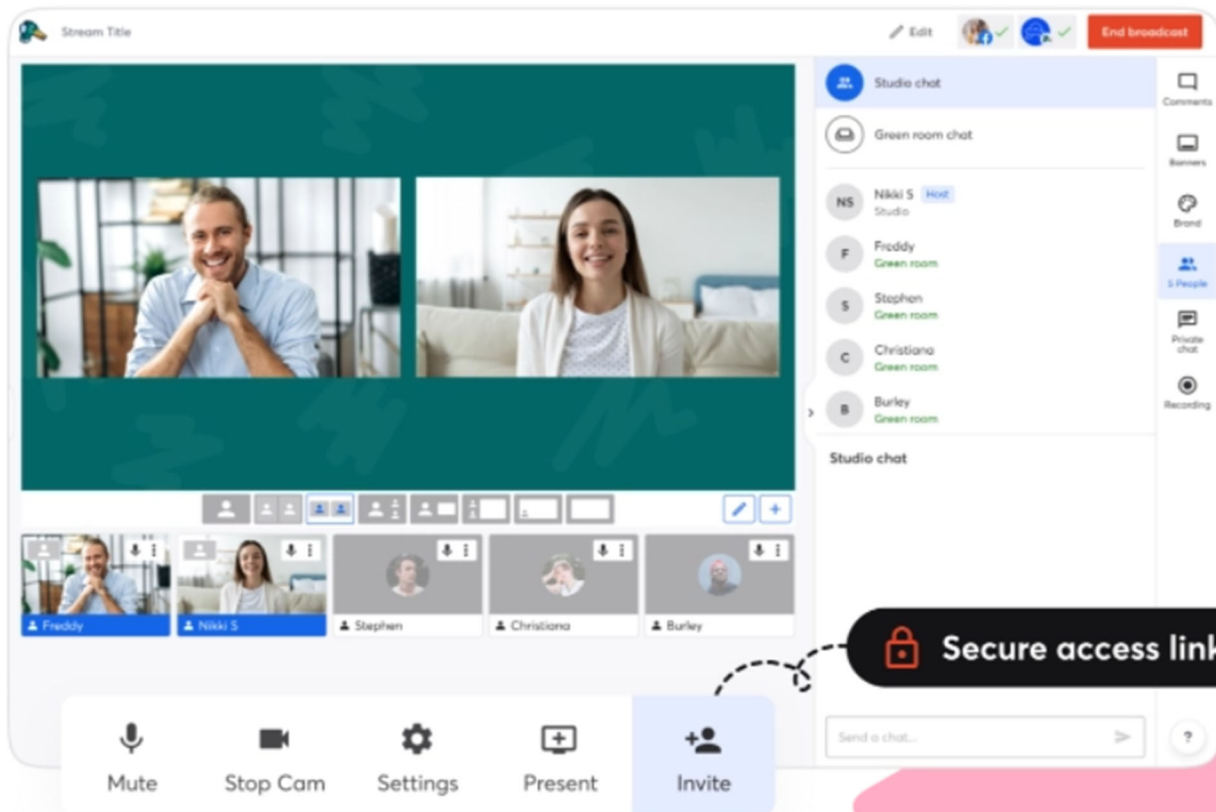 Stream Title
Edit
End broadcast
Studio chat
Green room chat
NS
Nikki S Host
Studio
F
Freddy
Green room
S
Stephen
Green room
C
Christiana
Green room
B
Burley
Green room
Studio chat
Comments
Banners
Brand
5 People
Private
chat
Recording
Freddy
Nikki S
Stephen
Christiana
Burley
Secure access link
Send a chat...
?
Mute
Stop Cam
Settings
Present
Invite